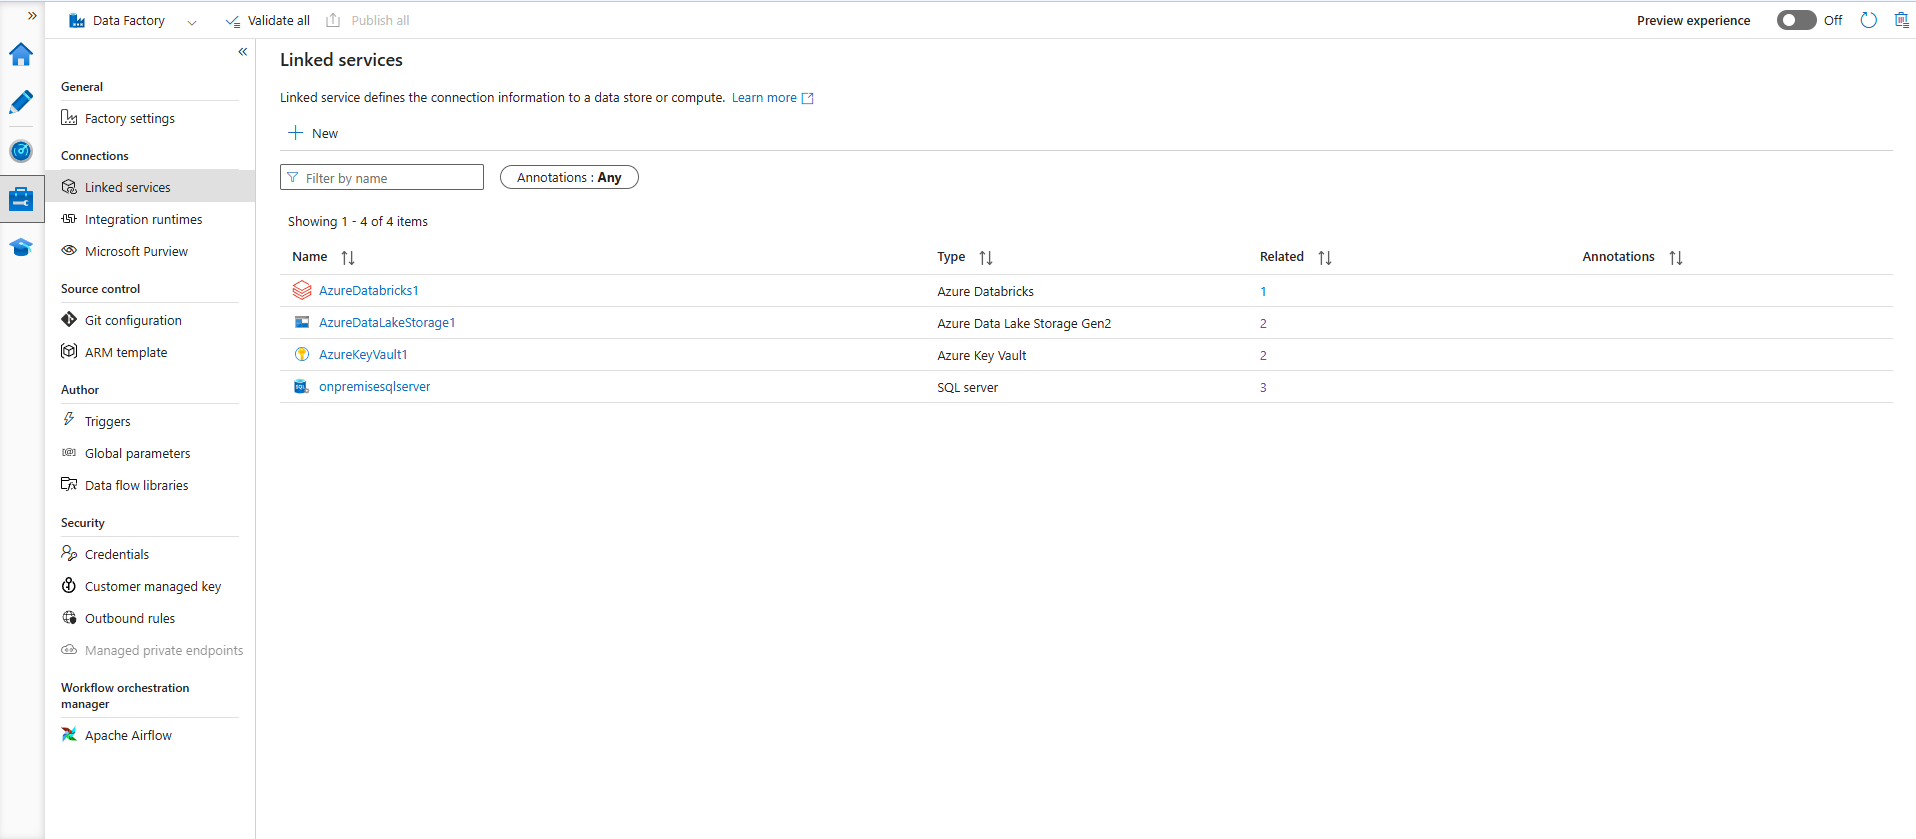 Data Factory
Validate all
Publish all
Preview experience
Off
General
Factory settings
Connections
Linked services
Integration runtimes
Microsoft Purview
Source control
Git configuration
ARM template
Author
Triggers
Global parameters
Data flow libraries
Security
Credentials
Customer managed key
Outbound rules
Managed private endpoints
Workflow orchestration
manager
Apache Airflow
Linked services
Linked service defines the connection information to a data store or compute. Learn more
New
Filter by name
Annotations : Any
Showing 1 - 4 of 4 items
Name Type Related Annotations
AzureDatabricks1 Azure Databricks 1
AzureDataLakeStorage1 Azure Data Lake Storage Gen2 2
AzureKeyVault1 Azure Key Vault 2
onpremisesqlserver SQL server 3